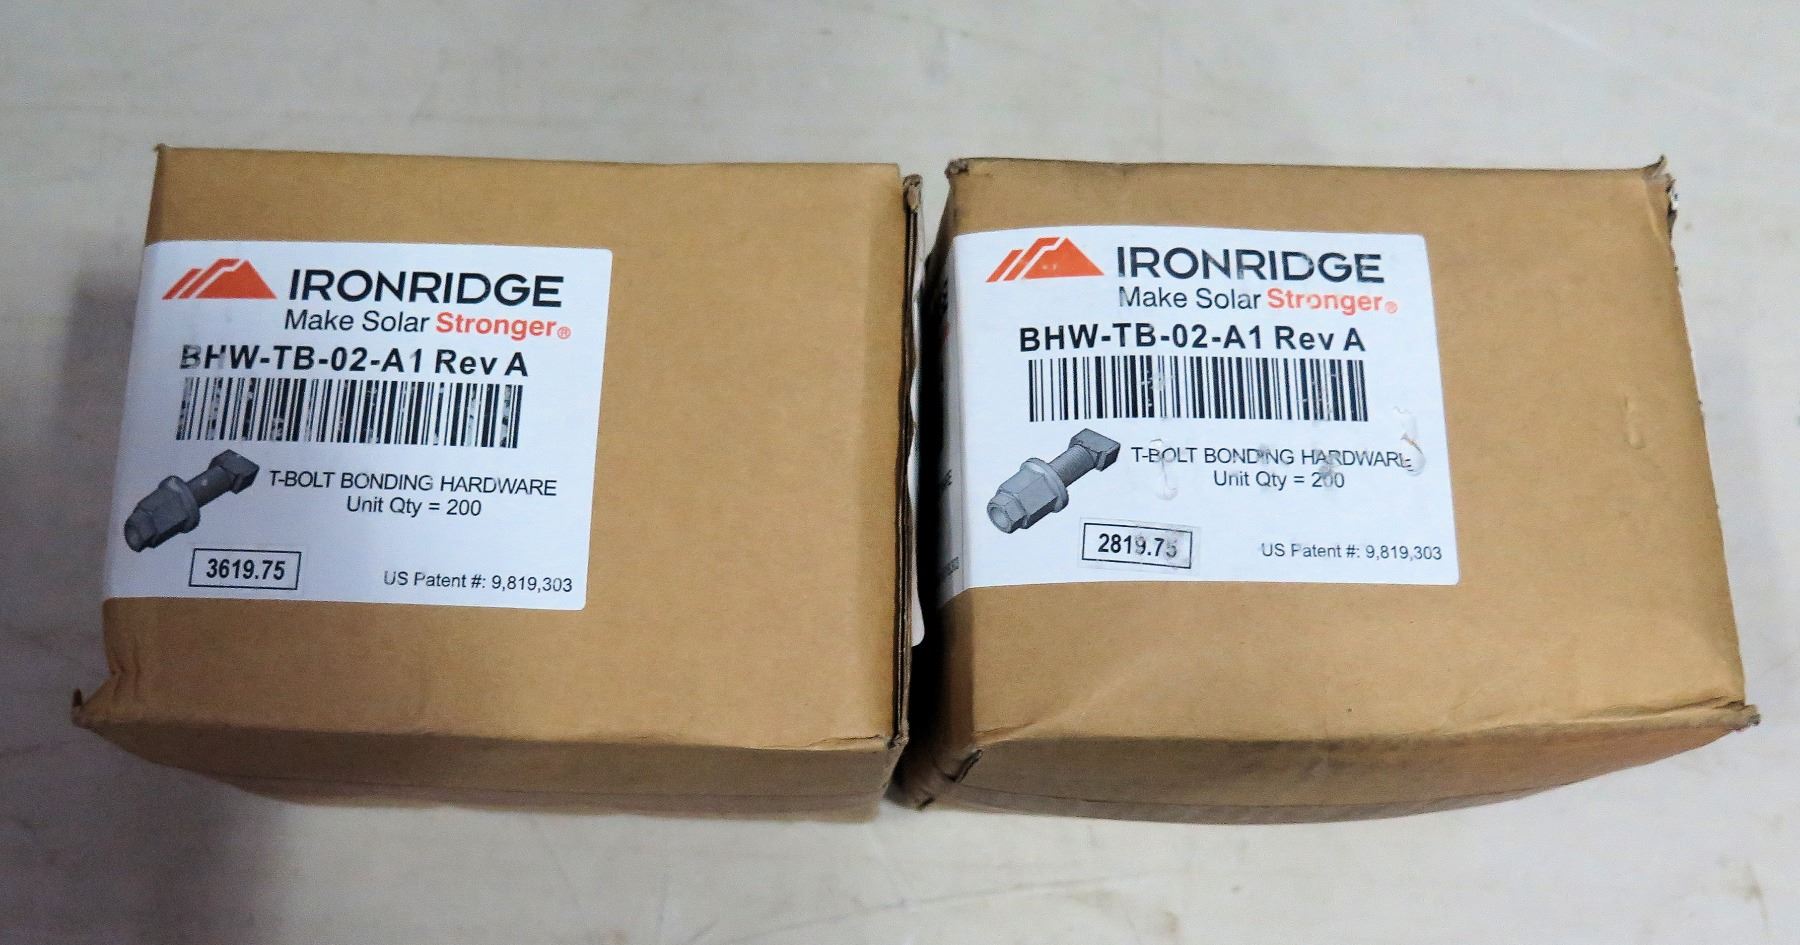 IRONRIDGE
Make Solar Stronger®
BHW-TB-02-A1 Rev A
T-BOLT BONDING HARDWARE
Unit Qty = 200
3619.75
US Patent #: 9,819,303
IRONRIDGE
Make Solar Stronger®
BHW-TB-02-A1 Rev A
T-BOLT BONDING HARDWARE
Unit Qty = 200
2819.75
US Patent #: 9,819,303